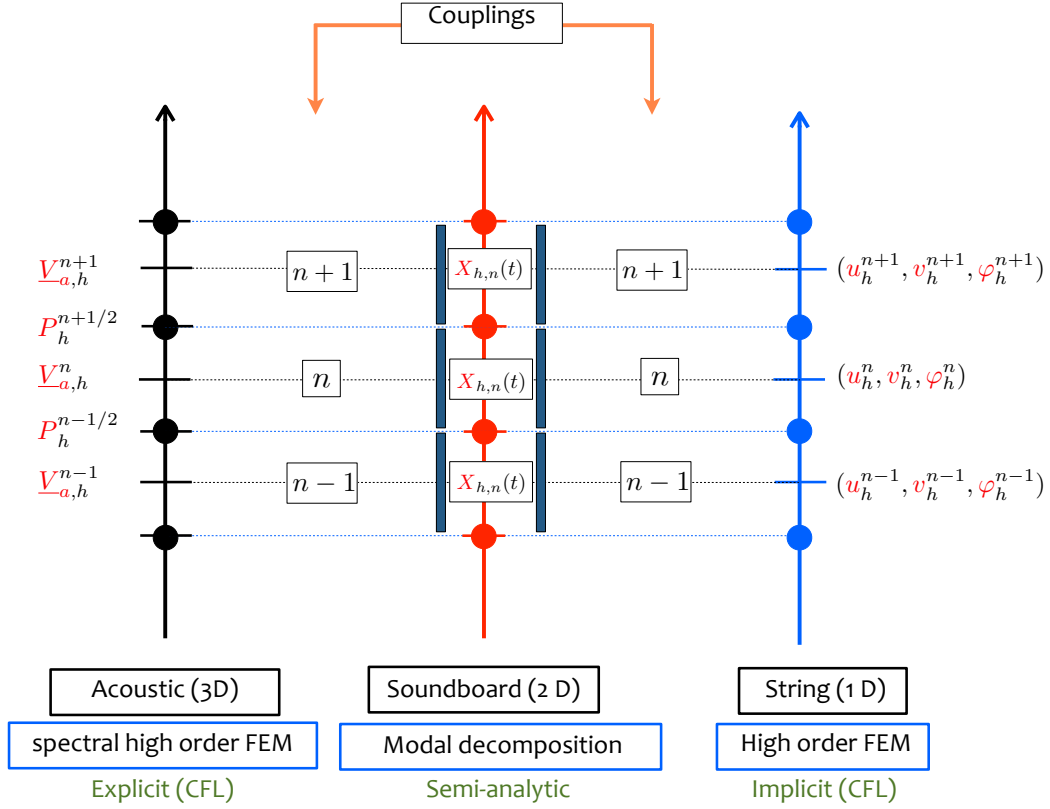 Couplings
V_{a,h}^{n+1} n + 1 X_{h,n}(t) n + 1 (u_h^{n+1}, v_h^{n+1}, φ_h^{n+1})
P_h^{n+1/2}
V_{a,h}^{n} n X_{h,n}(t) n (u_h^{n}, v_h^{n}, φ_h^{n})
P_h^{n-1/2}
V_{a,h}^{n-1} n − 1 X_{h,n}(t) n − 1 (u_h^{n-1}, v_h^{n-1}, φ_h^{n-1})
Acoustic (3D) Soundboard (2 D) String (1 D)
spectral high order FEM Modal decomposition High order FEM
Explicit (CFL) Semi-analytic Implicit (CFL)